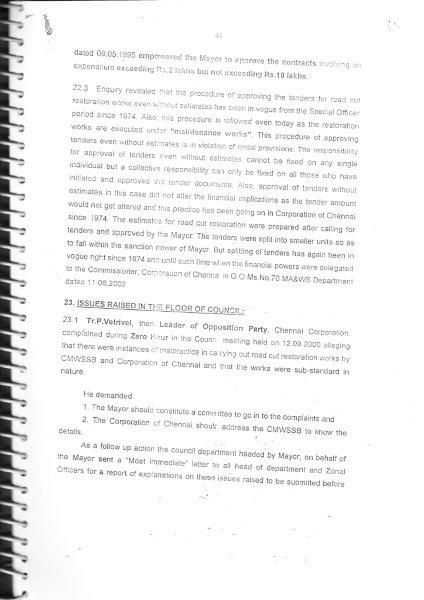 41
dated 09.05.1995 empowered the Mayor to approve the contracts involving an
expenditure exceeding Rs.2 lakhs but not exceeding Rs.10 lakhs.
22.3 Enquiry revealed that the procedure of approving the tenders for road cut
restoration works even without estimates has been in vogue from the Special Officer
period since 1974. Also, this procedure is followed even today as the restoration
works are executed under "maintenance works". This procedure of approving
tenders even without estimates is in violation of codal provisions. The responsibility
for approval of tenders even without estimates cannot be fixed on any single
individual but a collective responsibility can only be fixed on all those who have
initiated and approved the tender documents. Also, approval of tenders without
estimates in this case did not alter the financial implications as the tender amount
would not get altered and this practice has been going on in Corporation of Chennai
since 1974. The estimates for road cut restoration were prepared after calling for
tenders and approved by the Mayor. The tenders were split into smaller units so as
to fall within the sanction power of Mayor. But splitting of tenders has again been in
vogue right since 1974 and until such time when the financial powers were delegated
to the Commissioner, Corporation of Chennai in G.O.Ms.No.70 MA&WS Department
dated 11.06.2002
23. ISSUES RAISED IN THE FLOOR OF COUNCIL:
23.1 Tr.P.Vetrivel, then Leader of Opposition Party, Chennai Corporation
complained during Zero Hour in the Council meeting held on 12.09.2000 alleging
that there were instances of malpractice in carrying out road cut restoration works by
CMWSSB and Corporation of Chennai and that the works were sub-standard in
nature.
He demanded
1. The Mayor should constitute a committee to go in to the complaints and
2. The Corporation of Chennai should address the CMWSSB to know the
details.
As a follow up action the council department headed by Mayor, on behalf of
the Mayor sent a "Most Immediate" letter to all head of department and Zonal
Officers for a report of explanations on these issues raised to be submitted before